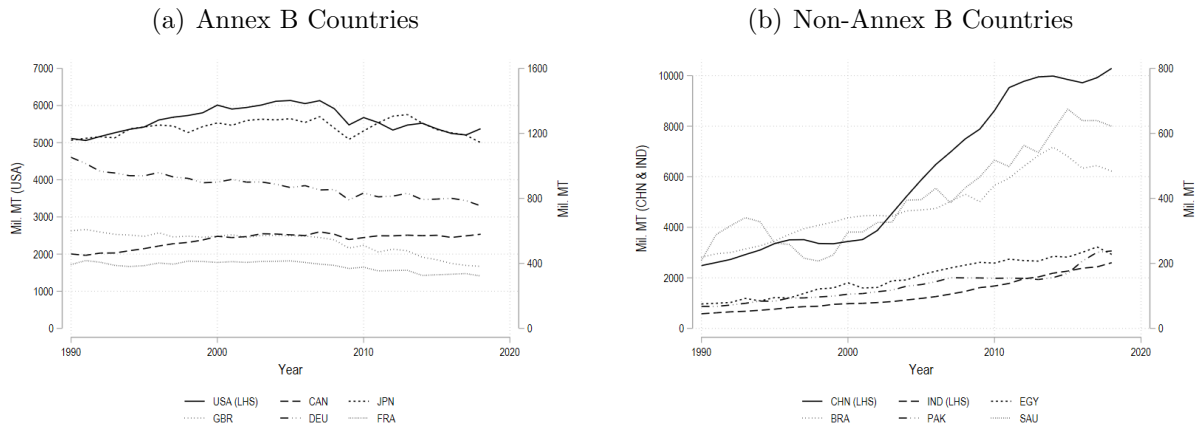 (a) Annex B Countries
7000
6000
5000
4000
3000
2000
1000
0
Mil. MT (USA)
1600
1200
800
400
0
Mil. MT
1990 2000 2010 2020
Year
USA (LHS) CAN JPN
GBR DEU FRA
(b) Non-Annex B Countries
10000
8000
6000
4000
2000
0
Mil. MT (CHN & IND)
800
600
400
200
0
Mil. MT
1990 2000 2010 2020
Year
CHN (LHS) IND (LHS) EGY
BRA PAK SAU